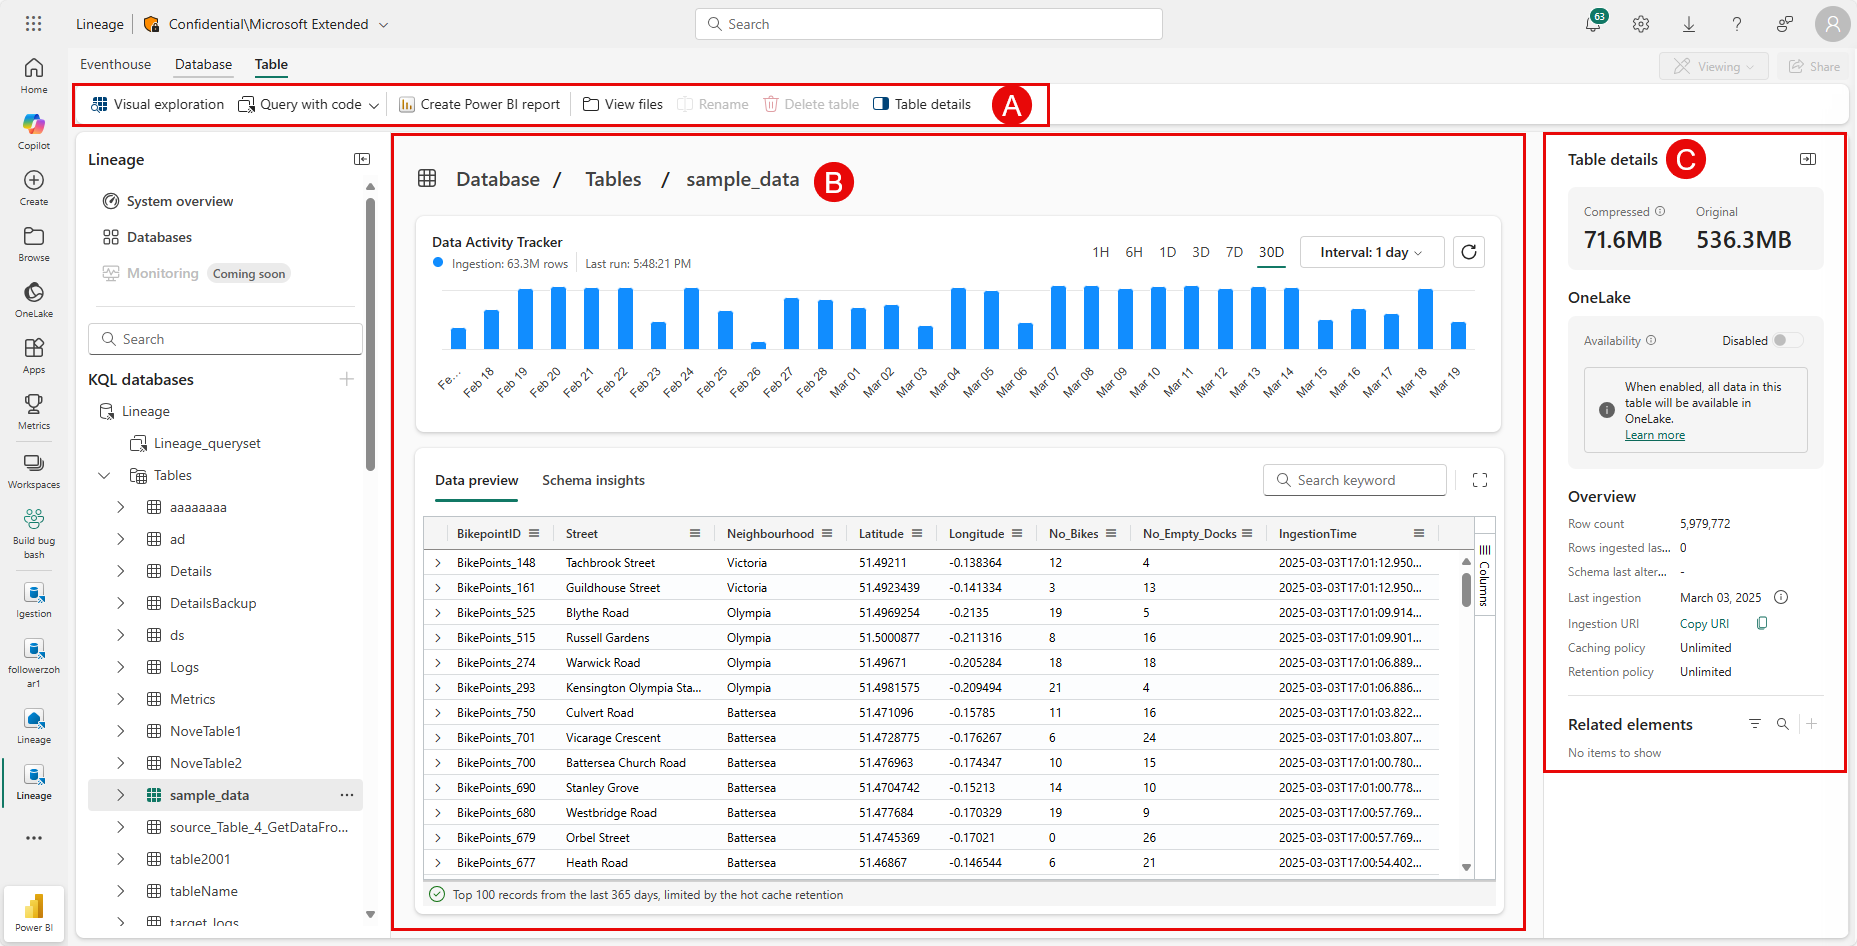 Lineage
Confidential\Microsoft Extended
Search
63
Eventhouse
Database
Table
Viewing
Share
Visual exploration
Query with code
Create Power BI report
View files
Rename
Delete table
Table details
A
Home
Copilot
Create
Browse
OneLake
Apps
Metrics
Workspaces
Build bug
bash
Igestion
followerzoh
ar1
Lineage
Lineage
Power BI
Lineage
System overview
Databases
Monitoring
Coming soon
Search
KQL databases
Lineage
Lineage_queryset
Tables
aaaaaaaa
ad
Details
DetailsBackup
ds
Logs
Metrics
NoveTable1
NoveTable2
sample_data
source_Table_4_GetDataFro...
table2001
tableName
target_logs
Database / Tables / sample_data
B
Data Activity Tracker
Ingestion: 63.3M rows
Last run: 5:48:21 PM
1H 6H 1D 3D 7D 30D
Interval: 1 day
Fe... Feb 18 Feb 19 Feb 20 Feb 21 Feb 22 Feb 23 Feb 24 Feb 25 Feb 26 Feb 27 Feb 28 Mar 01 Mar 02 Mar 03 Mar 04 Mar 05 Mar 06 Mar 07 Mar 08 Mar 09 Mar 10 Mar 11 Mar 12 Mar 13 Mar 14 Mar 15 Mar 16 Mar 17 Mar 18 Mar 19
Data preview
Schema insights
Search keyword
BikepointID Street Neighbourhood Latitude Longitude No_Bikes No_Empty_Docks IngestionTime
BikePoints_148 Tachbrook Street Victoria 51.49211 -0.138364 12 4 2025-03-03T17:01:12.950...
BikePoints_161 Guildhouse Street Victoria 51.4923439 -0.141334 3 13 2025-03-03T17:01:12.950...
BikePoints_525 Blythe Road Olympia 51.4969254 -0.2135 19 5 2025-03-03T17:01:09.914...
BikePoints_515 Russell Gardens Olympia 51.5000877 -0.211316 8 16 2025-03-03T17:01:09.901...
BikePoints_274 Warwick Road Olympia 51.49671 -0.205284 18 18 2025-03-03T17:01:06.889...
BikePoints_293 Kensington Olympia Sta... Olympia 51.4981575 -0.209494 21 4 2025-03-03T17:01:06.886...
BikePoints_750 Culvert Road Battersea 51.471096 -0.15785 11 16 2025-03-03T17:01:03.822...
BikePoints_701 Vicarage Crescent Battersea 51.4728775 -0.176267 6 24 2025-03-03T17:01:03.807...
BikePoints_700 Battersea Church Road Battersea 51.476963 -0.174347 10 15 2025-03-03T17:01:00.780...
BikePoints_690 Stanley Grove Battersea 51.4704742 -0.15213 14 10 2025-03-03T17:01:00.778...
BikePoints_680 Westbridge Road Battersea 51.477684 -0.170329 19 9 2025-03-03T17:00:57.769...
BikePoints_679 Orbel Street Battersea 51.4745369 -0.17021 0 26 2025-03-03T17:00:57.769...
BikePoints_677 Heath Road Battersea 51.46867 -0.146544 6 21 2025-03-03T17:00:54.402...
Columns
Top 100 records from the last 365 days, limited by the hot cache retention
Table details
C
Compressed Original
71.6MB 536.3MB
OneLake
Availability
Disabled
When enabled, all data in this
table will be available in
OneLake.
Learn more
Overview
Row count 5,979,772
Rows ingested las... 0
Schema last alter... -
Last ingestion March 03, 2025
Ingestion URI Copy URI
Caching policy Unlimited
Retention policy Unlimited
Related elements
No items to show